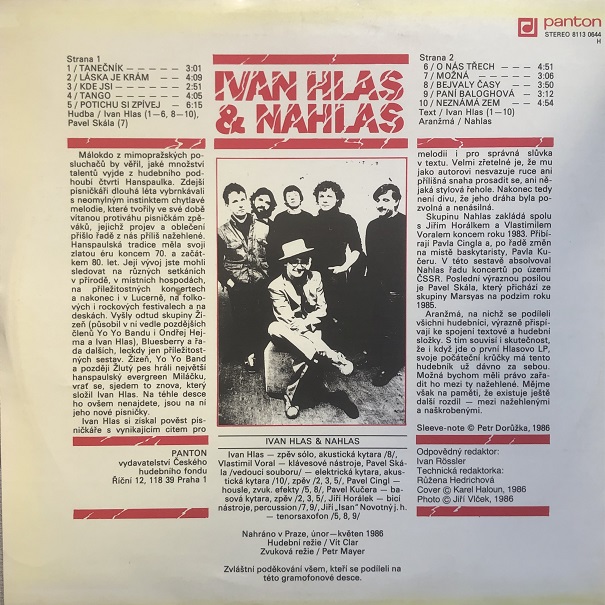 panton
STEREO 8113 0644
H
Strana 1
1/ TANEČNÍK — — — — 3:01
2/ LÁSKA JE KRÁM — — 4:09
3/ KDE JSI — — — — — 2:51
4/ TANGO — — — — — 4:05
5/ POTICHU SI ZPÍVEJ — 6:15
Hudba / Ivan Hlas (1—6, 8—10),
Pavel Skála (7)
IVAN HLAS
& NAHLAS
Strana 2
6/ O NÁS TŘECH — — — 4:51
7/ MOŽNÁ — — — — — 3:06
8/ BEJVALY ČASY — — — 3:50
9/ PANÍ BALOGHOVÁ — — 3:12
10/ NEZNÁMÁ ZEM — — 4:54
Text / Ivan Hlas (1—10)
Aranžmá / Nahlas
Málokdo z mimopražských po-
sluchačů by věřil, jaké množství
talentů vyjde z hudebního pod-
houbí čtvrti Hanspaulka. Zdejší
písničkáři dlouhá léta vybrnkávali
s neomylným instinktem chytlavé
melodie, které tvořily ve své době
vítanou protiváhu písničkám zpě-
váků, jejichž projev a oblečení
přišlo řadě z nás příliš nažehlené.
Hanspaulská tradice měla svoji
zlatou éru koncem 70. a začát-
kem 80. let. Její vývoj jste mohli
sledovat na různých setkáních
v přírodě, v místních hospodách,
na příležitostných koncertech
a nakonec i v Lucerně, na folko-
vých i rockových festivalech a na
deskách. Vyšly odtud skupiny Ží-
zeň (působil v ní vedle pozdějších
členů Yo Yo Bandu i Ondřej Hej-
ma a Ivan Hlas), Bluesberry a řa-
da dalších, leckdy jen příležitost-
ných sestav. Žízeň, Yo Yo Band
a později Žlutý pes hráli největší
hanspaulský evergreen Miláčku,
vrať se, sjedem to znova, který
složil Ivan Hlas. Na téhle desce
ho ovšem nenajdete, jsou na ní
jeho nové písničky.
Ivan Hlas si získal pověst pís-
ničkáře s vynikajícím citem pro
melodii i pro správná slůvka
v textu. Velmi zřetelné je, že mu
jako autorovi nesvazuje ruce ani
přílišná snaha prosadit se, ani ně-
jaká stylová řehole. Nakonec tedy
není divu, že jeho dráha byla po-
zvolná a nenásilná.
Skupinu Nahlas zakládá spolu
s Jiřím Horálkem a Vlastimilem
Voralem koncem roku 1983. Přibí-
rají Pavla Cingla a, po řadě změn
na místě baskytaristy, Pavla Ku-
čeru. V této sestavě absolvoval
Nahlas řadu koncertů po území
ČSSR. Poslední výraznou posilou
je Pavel Skála, který přichází ze
skupiny Marsyas na podzim roku
1985.
Aranžmá, na nichž se podíleli
všichni hudebníci, výrazně přispí-
vají ke spojení textové a hudební
složky. S tím souvisí i skutečnost,
že i když jde o první Hlasovo LP,
svoje počáteční krůčky má tento
hudebník už dávno za sebou.
Možná bychom měli právo zařa-
dit ho mezi ty nažehlené. Mějme
však na paměti, že existuje ještě
další rozdíl — mezi nažehlenými
a naškrobenými.
Sleeve-note © Petr Dorůžka, 1986
IVAN HLAS & NAHLAS
Ivan Hlas — zpěv sólo, akustická kytara /8/,
Vlastimil Voral — klávesové nástroje, Pavel Ská-
la /vedoucí souboru/ — elektrická kytara, akus-
tická kytara /10/, zpěv /2, 3, 5/, Pavel Cingl —
housle, zvuk. efekty /5, 8/, Pavel Kučera — ba-
sová kytara, zpěv /2, 3, 5/, Jiří Horálek — bicí
nástroje, percussion /7, 9/, Jiří „Isan" Novotný j. h.
— tenorsaxofon /5, 8, 9/
PANTON
vydavatelství Českého
hudebního fondu
Říční 12, 118 39 Praha 1
Odpovědný redaktor:
Ivan Rössler
Technická redaktorka:
Růžena Hedrichová
Cover © Karel Haloun, 1986
Photo © Jiří Vlček, 1986
Nahráno v Praze, únor—květen 1986
Hudební režie / Vít Clar
Zvuková režie / Petr Mayer
Zvláštní poděkování všem, kteří se podíleli na
této gramofonové desce.